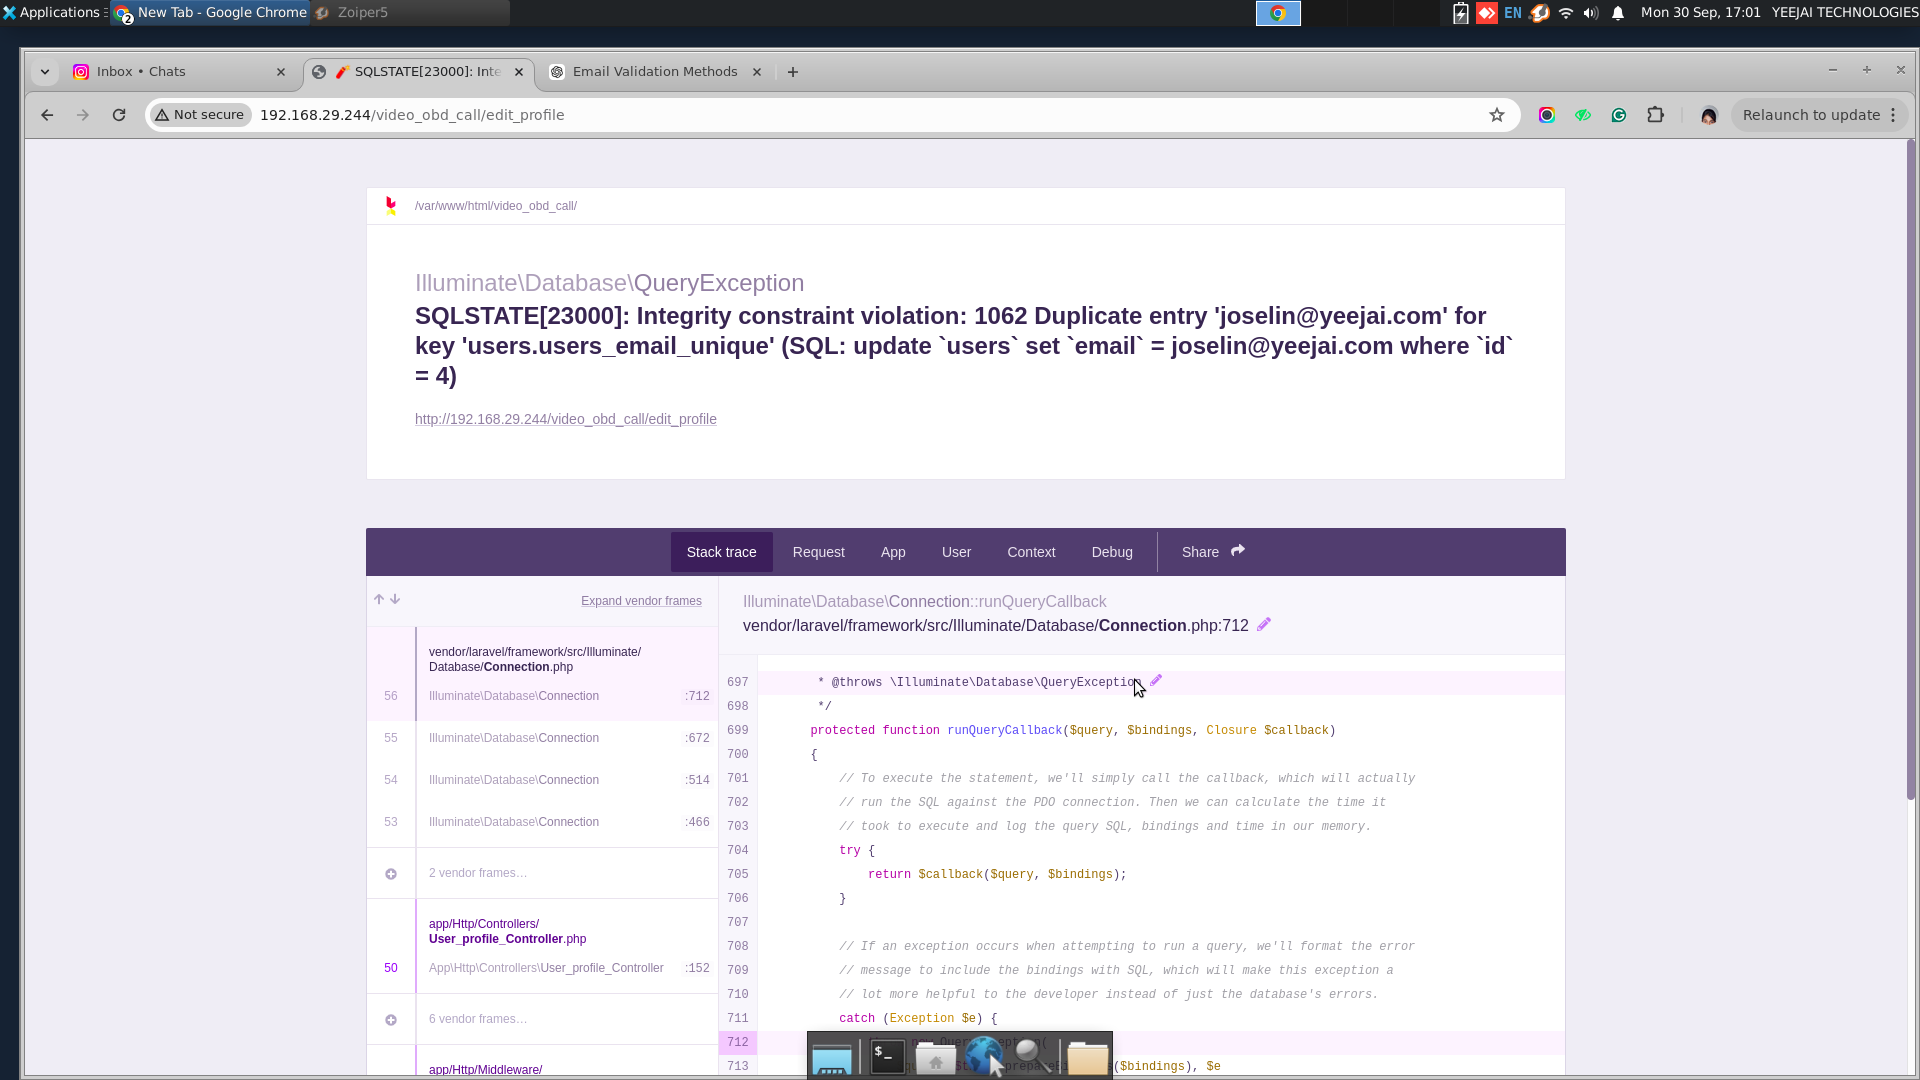 Applications
New Tab - Google Chrome
Zoiper5
EN
Mon 30 Sep, 17:01
YEEJAI TECHNOLOGIES
Inbox • Chats
SQLSTATE[23000]: Inte
Email Validation Methods
Not secure
192.168.29.244/video_obd_call/edit_profile
Relaunch to update
/var/www/html/video_obd_call/
Illuminate\Database\QueryException
SQLSTATE[23000]: Integrity constraint violation: 1062 Duplicate entry 'joselin@yeejai.com' for
key 'users.users_email_unique' (SQL: update `users` set `email` = joselin@yeejai.com where `id`
= 4)
http://192.168.29.244/video_obd_call/edit_profile
Stack trace
Request
App
User
Context
Debug
Share
Expand vendor frames
vendor/laravel/framework/src/Illuminate/
Database/Connection.php
56 Illuminate\Database\Connection :712
55 Illuminate\Database\Connection :672
54 Illuminate\Database\Connection :514
53 Illuminate\Database\Connection :466
2 vendor frames…
app/Http/Controllers/
User_profile_Controller.php
50 App\Http\Controllers\User_profile_Controller :152
6 vendor frames…
app/Http/Middleware/
Illuminate\Database\Connection::runQueryCallback
vendor/laravel/framework/src/Illuminate/Database/Connection.php:712
697 * @throws \Illuminate\Database\QueryException
698 */
699 protected function runQueryCallback($query, $bindings, Closure $callback)
700 {
701 // To execute the statement, we'll simply call the callback, which will actually
702 // run the SQL against the PDO connection. Then we can calculate the time it
703 // took to execute and log the query SQL, bindings and time in our memory.
704 try {
705 return $callback($query, $bindings);
706 }
707
708 // If an exception occurs when attempting to run a query, we'll format the error
709 // message to include the bindings with SQL, which will make this exception a
710 // lot more helpful to the developer instead of just the database's errors.
711 catch (Exception $e) {
712
713 ($bindings), $e